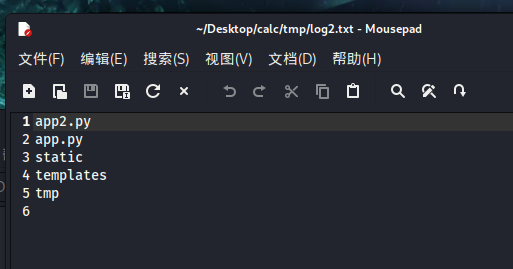 ~/Desktop/calc/tmp/log2.txt - Mousepad
文件(F) 编辑(E) 搜索(S) 视图(V) 文档(D) 帮助(H)
1 app2.py
2 app.py
3 static
4 templates
5 tmp
6